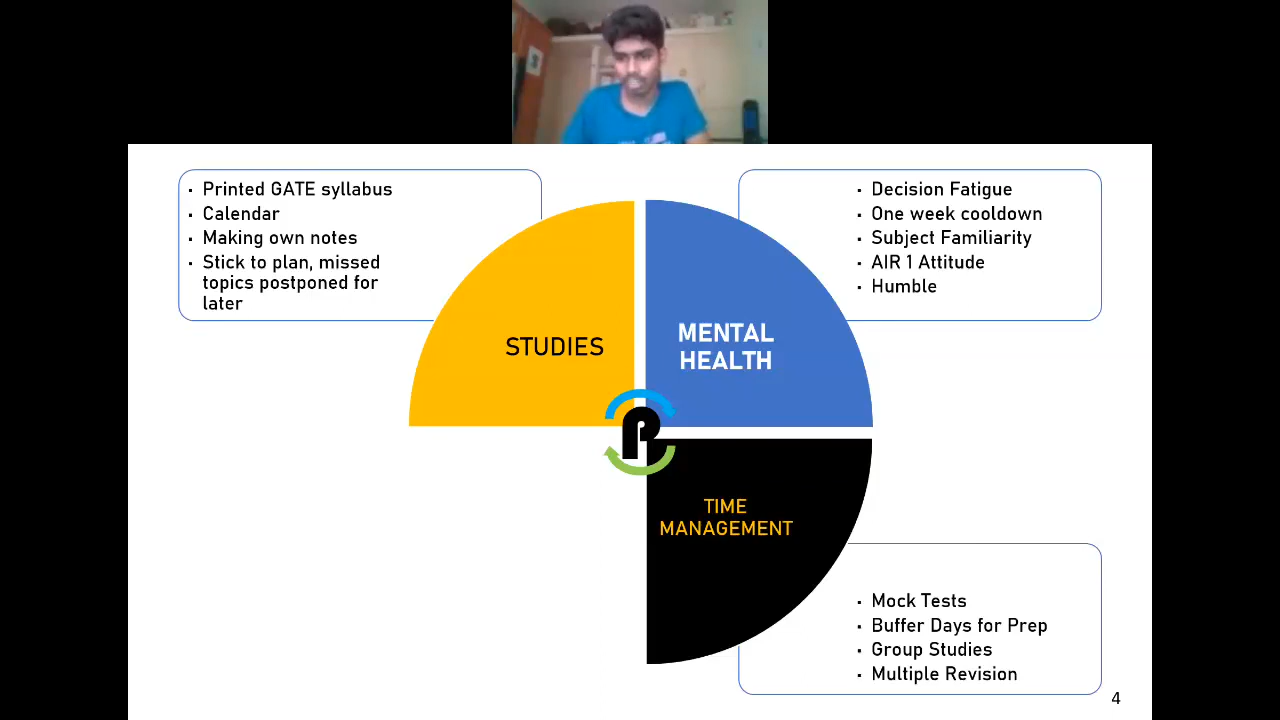 Printed GATE syllabus
Calendar
Making own notes
Stick to plan, missed
topics postponed for
later
Decision Fatigue
One week cooldown
Subject Familiarity
AIR 1 Attitude
Humble
STUDIES
MENTAL
HEALTH
TIME
MANAGEMENT
Mock Tests
Buffer Days for Prep
Group Studies
Multiple Revision
4